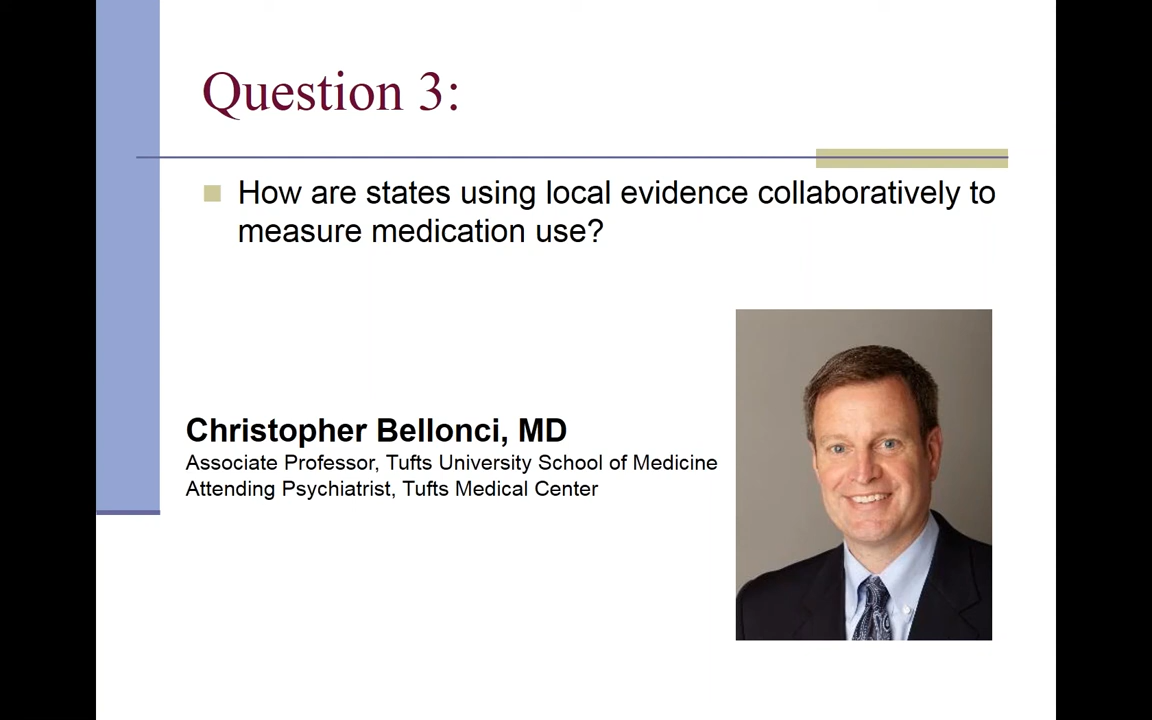 Question 3:
How are states using local evidence collaboratively to
measure medication use?
Christopher Bellonci, MD
Associate Professor, Tufts University School of Medicine
Attending Psychiatrist, Tufts Medical Center